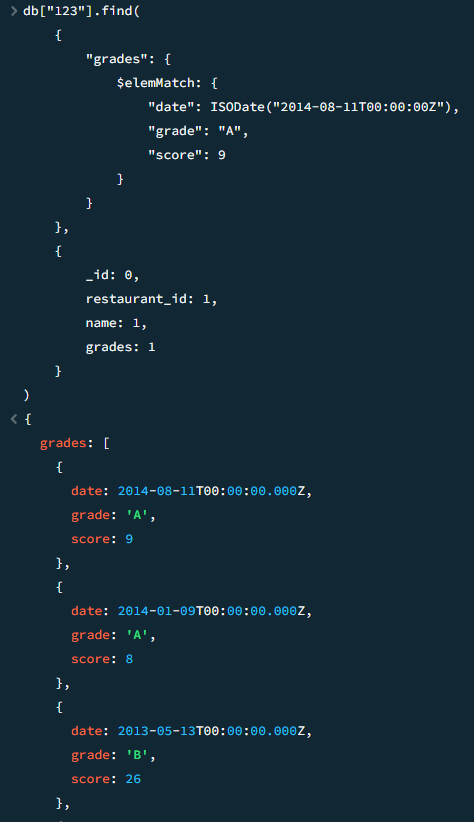 db["123"].find(
{
"grades": {
$elemMatch: {
"date": ISODate("2014-08-11T00:00:00Z"),
"grade": "A",
"score": 9
}
}
},
{
_id: 0,
restaurant_id: 1,
name: 1,
grades: 1
}
)
{
grades: [
{
date: 2014-08-11T00:00:00.000Z,
grade: 'A',
score: 9
},
{
date: 2014-01-09T00:00:00.000Z,
grade: 'A',
score: 8
},
{
date: 2013-05-13T00:00:00.000Z,
grade: 'B',
score: 26
},